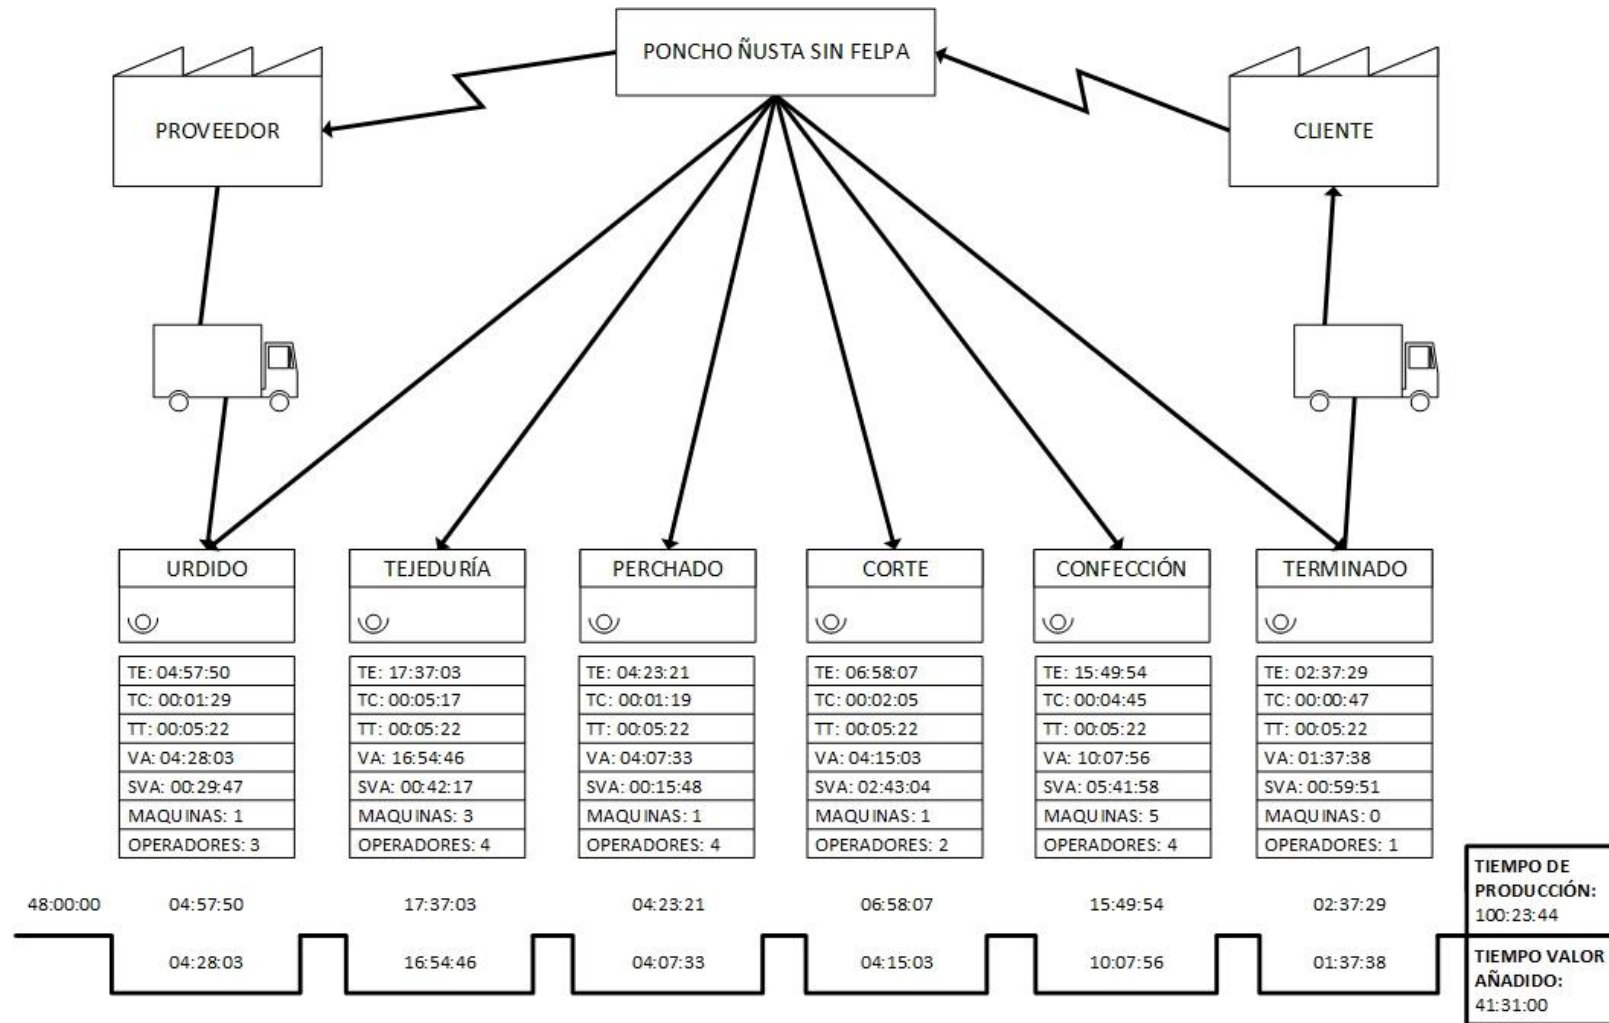 PONCHO ÑUSTA SIN FELPA
PROVEEDOR
CLIENTE
URDIDO
TE: 04:57:50
TC: 00:01:29
TT: 00:05:22
VA: 04:28:03
SVA: 00:29:47
MAQUINAS: 1
OPERADORES: 3
TEJEDURÍA
TE: 17:37:03
TC: 00:05:17
TT: 00:05:22
VA: 16:54:46
SVA: 00:42:17
MAQUINAS: 3
OPERADORES: 4
PERCHADO
TE: 04:23:21
TC: 00:01:19
TT: 00:05:22
VA: 04:07:33
SVA: 00:15:48
MAQUINAS: 1
OPERADORES: 4
CORTE
TE: 06:58:07
TC: 00:02:05
TT: 00:05:22
VA: 04:15:03
SVA: 02:43:04
MAQUINAS: 1
OPERADORES: 2
CONFECCIÓN
TE: 15:49:54
TC: 00:04:45
TT: 00:05:22
VA: 10:07:56
SVA: 05:41:58
MAQUINAS: 5
OPERADORES: 4
TERMINADO
TE: 02:37:29
TC: 00:00:47
TT: 00:05:22
VA: 01:37:38
SVA: 00:59:51
MAQUINAS: 0
OPERADORES: 1
48:00:00 04:57:50 17:37:03 04:23:21 06:58:07 15:49:54 02:37:29
04:28:03 16:54:46 04:07:33 04:15:03 10:07:56 01:37:38
TIEMPO DE
PRODUCCIÓN:
100:23:44
TIEMPO VALOR
AÑADIDO:
41:31:00